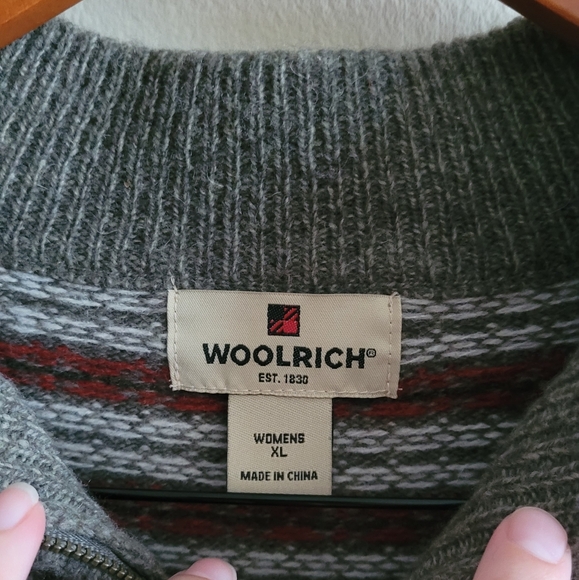 WOOLRICH®
EST. 1830
WOMENS
XL
MADE IN CHINA